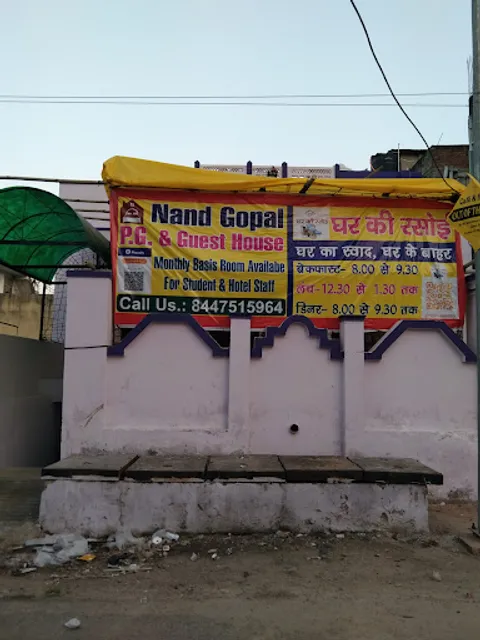 Nand Gopal
P.G. & Guest House
Monthly Basis Room Availabe
For Student & Hotel Staff
Call Us.: 8447515964
घर की रसोई
घर का स्वाद, घर के बाहर
ब्रेकफास्ट- 8.00 से 9.30
लंच-12.30 से 1.30 तक
डिनर- 8.00 से 9.30 तक